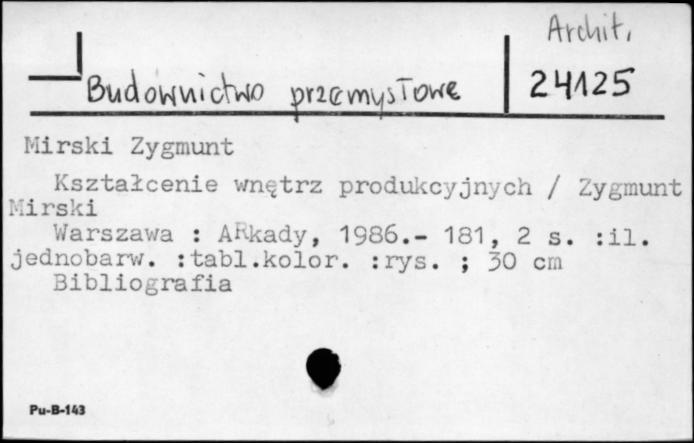 Archit.
Budownictwo przemysłowe 24125
Mirski Zygmunt
Kształcenie wnętrz produkcyjnych / Zygmunt
Mirski
Warszawa : ARkady, 1986.- 181, 2 s. :il.
jednobarw. :tabl.kolor. :rys. ; 30 cm
Bibliografia
Pu-B-143